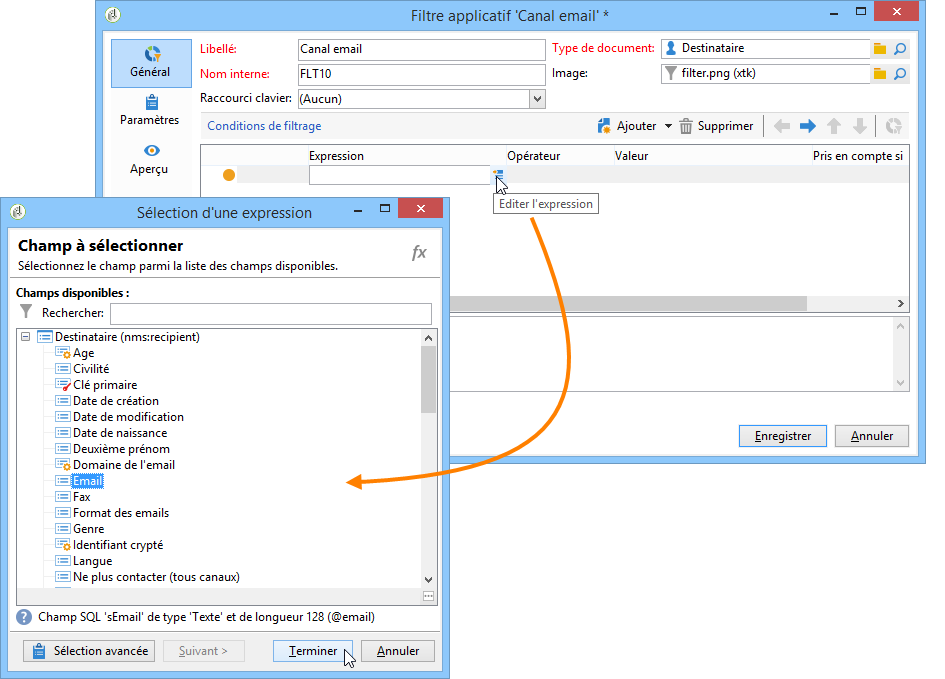 Filtre applicatif 'Canal email' *
Général
Paramètres
Aperçu
Libellé: Canal email
Type de document: Destinataire
Nom interne: FLT10
Image: filter.png (xtk)
Raccourci clavier: (Aucun)
Conditions de filtrage
Ajouter
Supprimer
Expression Opérateur Valeur Pris en compte si
Editer l'expression
Enregistrer
Annuler
Sélection d'une expression
Champ à sélectionner
fx
Sélectionnez le champ parmi la liste des champs disponibles.
Champs disponibles :
Rechercher:
Destinataire (nms:recipient)
Age
Civilité
Clé primaire
Date de création
Date de modification
Date de naissance
Deuxième prénom
Domaine de l'email
Email
Fax
Format des emails
Genre
Identifiant crypté
Langue
Ne plus contacter (tous canaux)
Champ SQL 'sEmail' de type 'Texte' et de longueur 128 (@email)
Sélection avancée
Suivant >
Terminer
Annuler